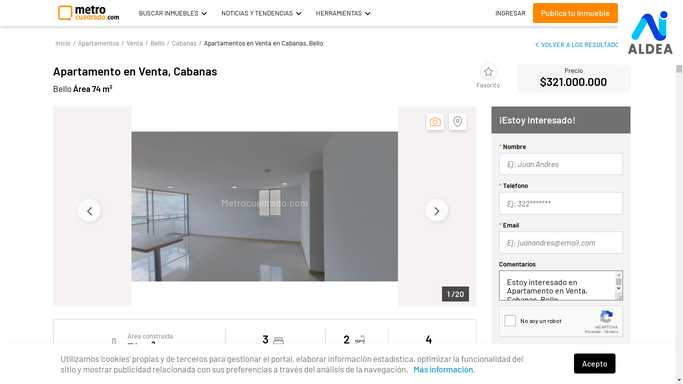 metro
cuadrado.com
BUSCAR INMUEBLES
NOTICIAS Y TENDENCIAS
HERRAMIENTAS
INGRESAR
Publica tu Inmueble
ALDEA
Inicio / Apartamentos / Venta / Bello / Cabanas / Apartamentos en Venta en Cabanas, Bello
< VOLVER A LOS RESULTADO
Apartamento en Venta, Cabanas
Bello Área 74 m²
Favorito
Precio
$321.000.000
Metrocuadrado.com
1 /20
¡Estoy Interesado!
* Nombre
Ej: Juan Andres
* Teléfono
Ej: 322*******
* Email
Ej: juanandres@email.com
Comentarios
Estoy interesado en
Apartamento en Venta,
Cabanas, Bello
No soy un robot
reCAPTCHA
Privacidad - Términos
Área construida
3
2
4
Utilizamos 'cookies' propias y de terceros para gestionar el portal, elaborar información estadística, optimizar la funcionalidad del
sitio y mostrar publicidad relacionada con sus preferencias a través del análisis de la navegación. Más información.
Acepto